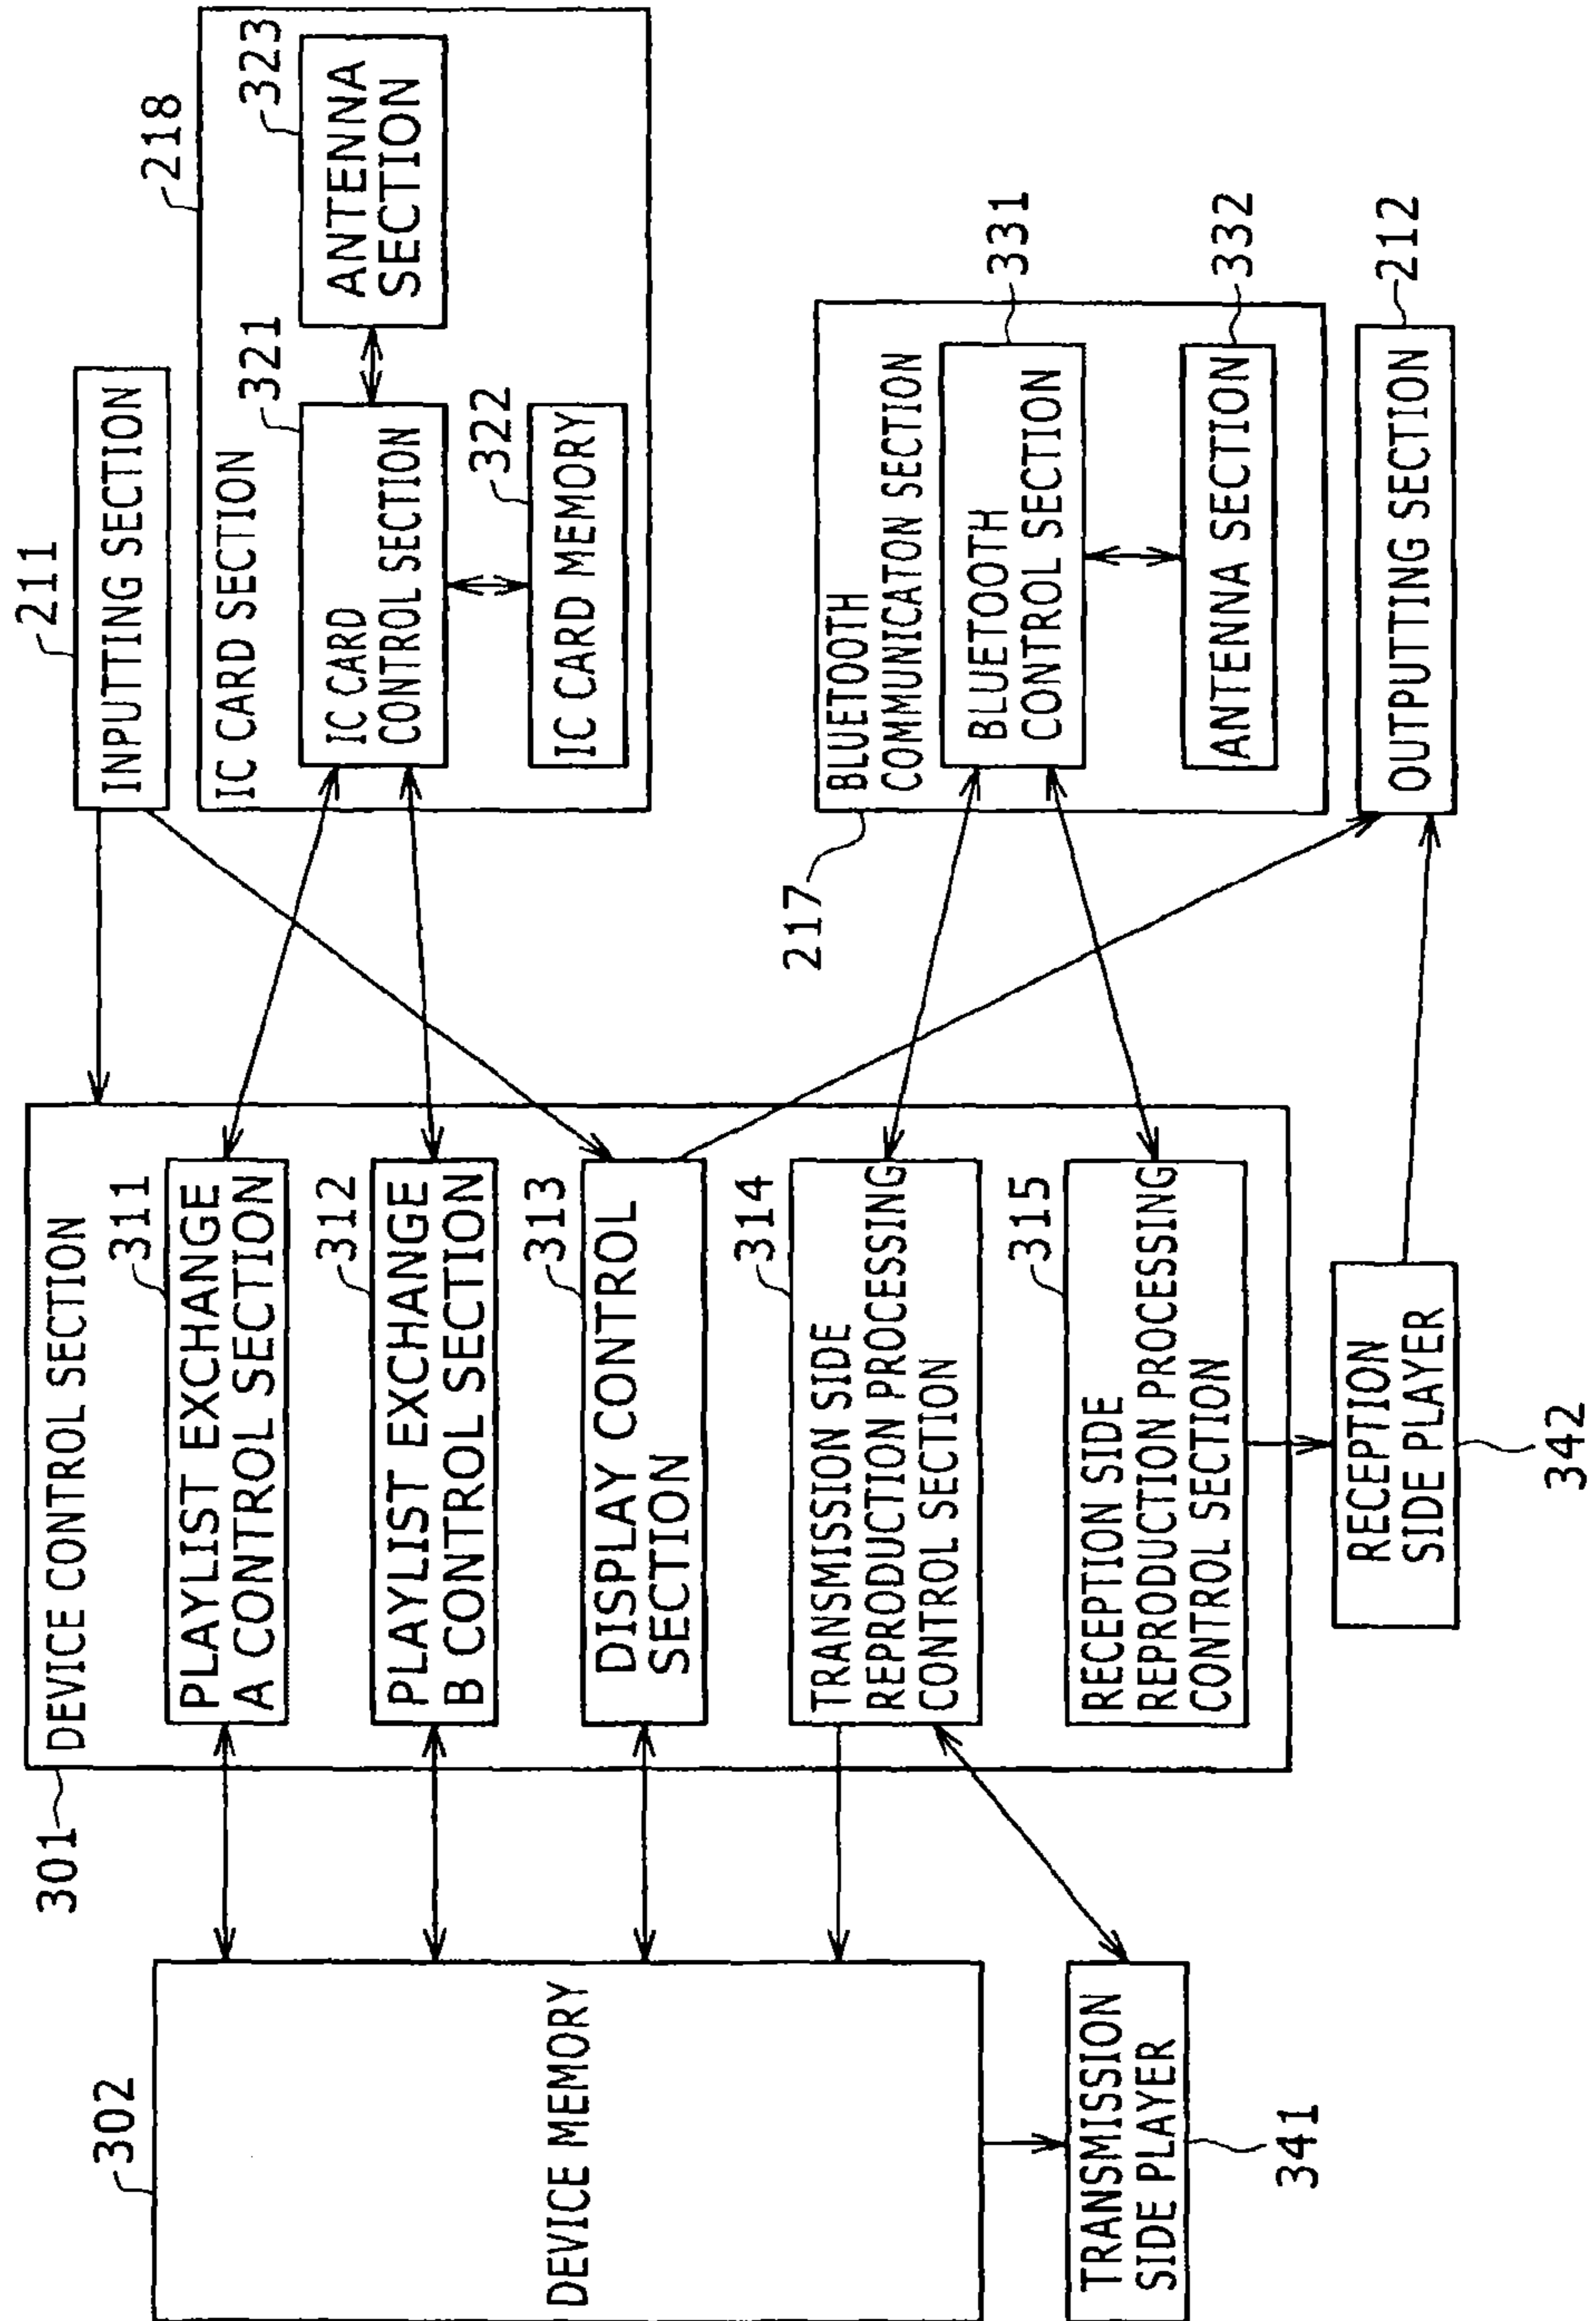 302
DEVICE MEMORY
TRANSMISSION
SIDE PLAYER
341
301
DEVICE CONTROL SECTION
311
PLAYLIST EXCHANGE
A CONTROL SECTION
312
PLAYLIST EXCHANGE
B CONTROL SECTION
313
DISPLAY CONTROL
SECTION
314
TRANSMISSION SIDE
REPRODUCTION PROCESSING
CONTROL SECTION
315
RECEPTION SIDE
REPRODUCTION PROCESSING
CONTROL SECTION
RECEPTION
SIDE PLAYER
342
211
INPUTTING SECTION
218
IC CARD SECTION
321
IC CARD
CONTROL SECTION
323
ANTENNA
SECTION
322
IC CARD MEMORY
217
BLUETOOTH
COMMUNICATON SECTION
BLUETOOTH
CONTROL SECTION
331
ANTENNA SECTION
332
OUTPUTTING SECTION
212